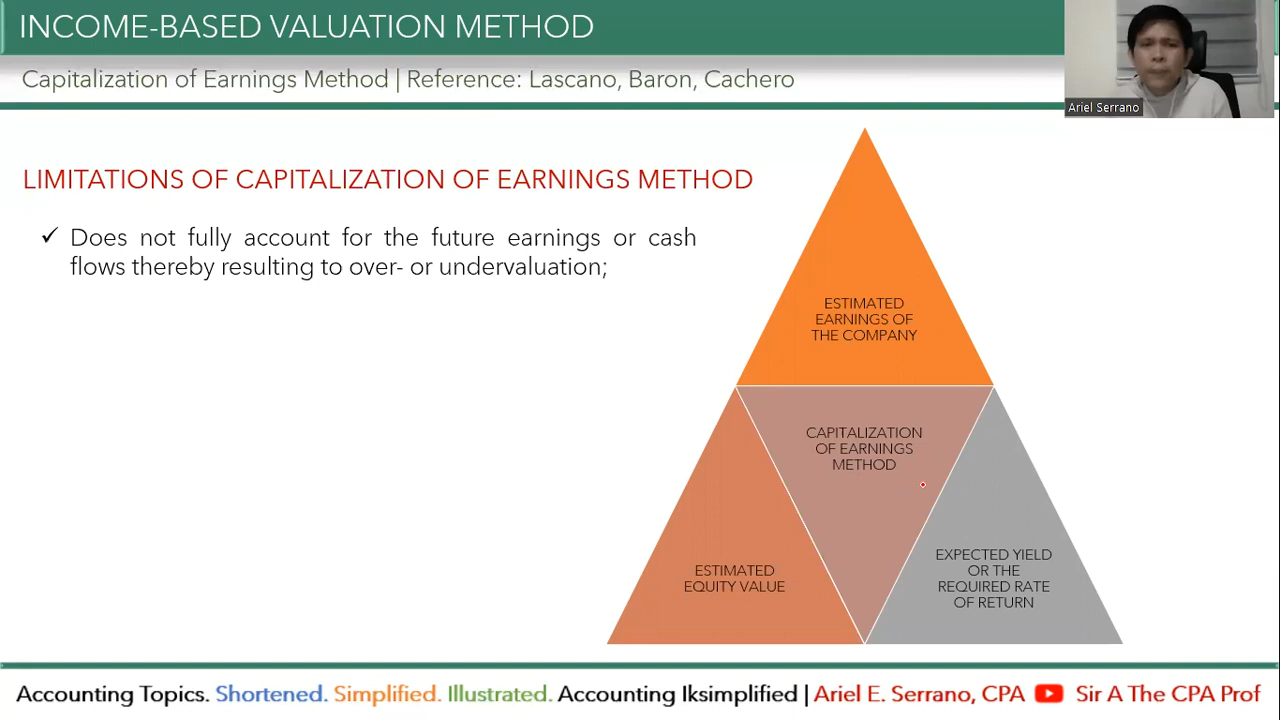 INCOME-BASED VALUATION METHOD
Capitalization of Earnings Method | Reference: Lascano, Baron, Cachero
Ariel Serrano
LIMITATIONS OF CAPITALIZATION OF EARNINGS METHOD
✓ Does not fully account for the future earnings or cash
flows thereby resulting to over- or undervaluation;
ESTIMATED
EARNINGS OF
THE COMPANY
CAPITALIZATION
OF EARNINGS
METHOD
ESTIMATED
EQUITY VALUE
EXPECTED YIELD
OR THE
REQUIRED RATE
OF RETURN
Accounting Topics. Shortened. Simplified. Illustrated. Accounting Iksimplified | Ariel E. Serrano, CPA Sir A The CPA Prof